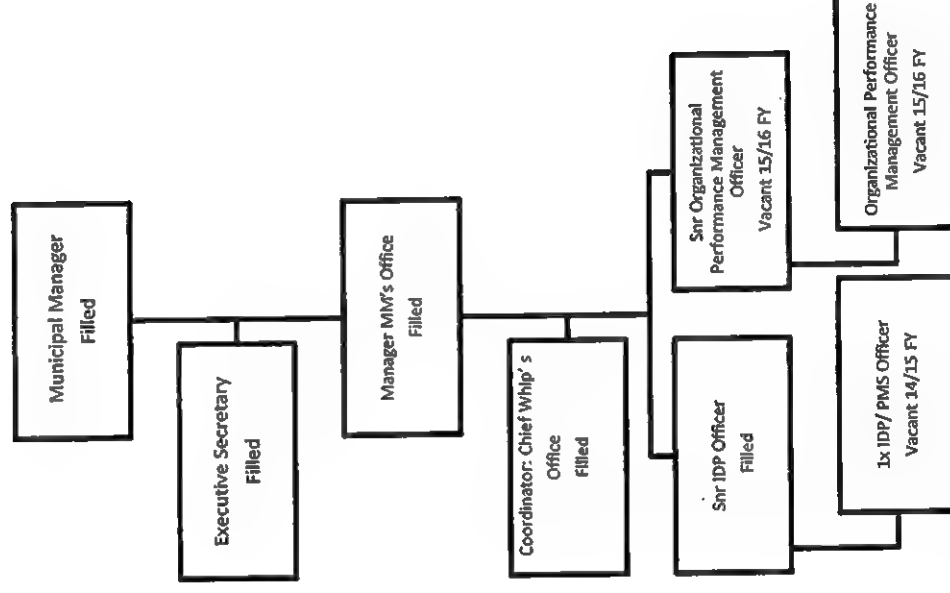 Municipal Manager
Filled
Executive Secretary
Filled
Manager MM's Office
Filled
Coordinator: Chief Whip' s
Office
Filled
Snr IDP Officer
Filled
Snr Organizational
Performance Management
Officer
Vacant 15/16 FY
1x IDP/ PMS Officer
Vacant 14/15 FY
Organizational Performance
Management Officer
Vacant 15/16 FY